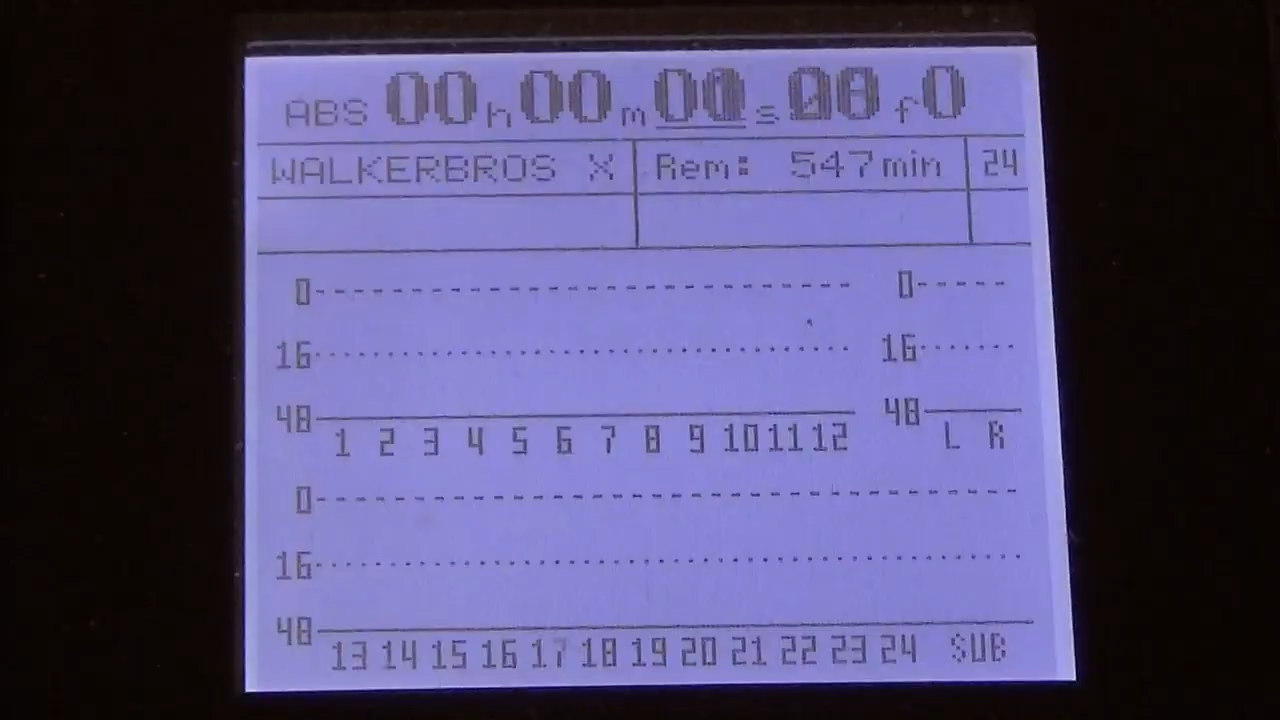 ABS 00h00m00s f0
WALKERBROS X Rem: 547min 24
0 0
16 16
48 48
1 2 3 4 5 6 7 8 9 10 11 12 L R
0
16
48
13 14 15 16 17 18 19 20 21 22 23 24 SUB